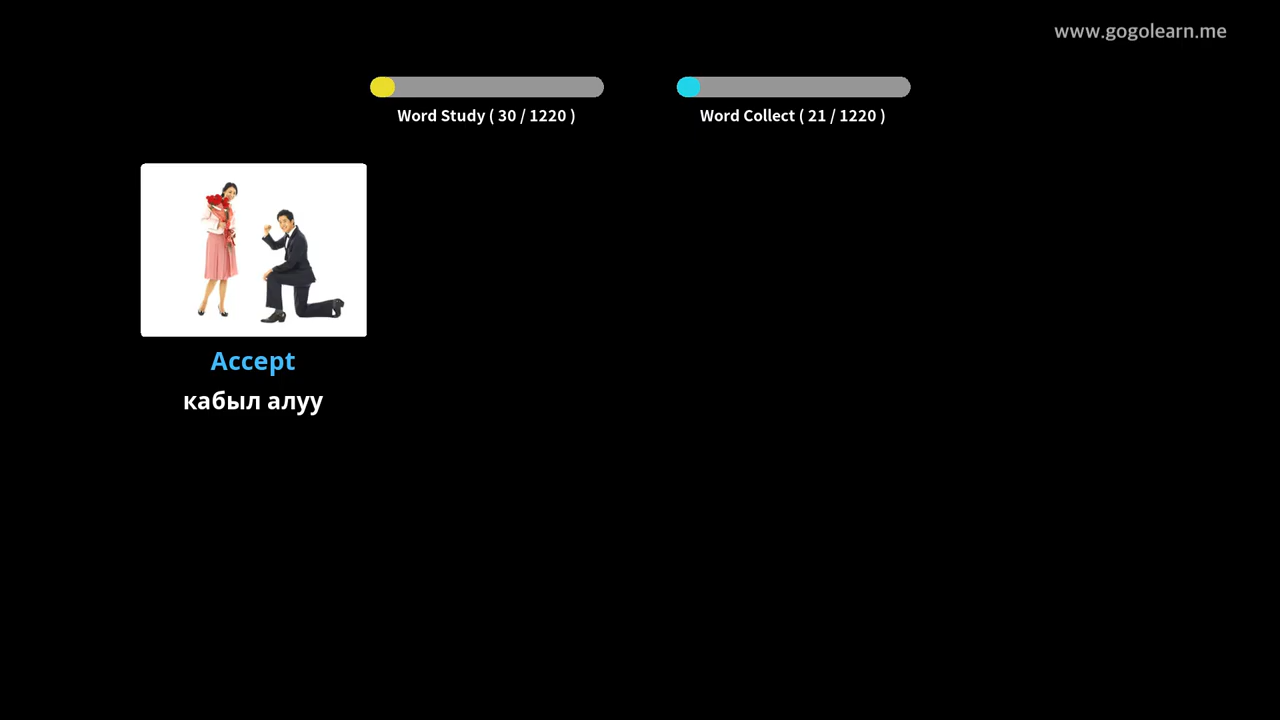 www.gogolearn.me
Word Study ( 30 / 1220 )
Word Collect ( 21 / 1220 )
Accept
кабыл алуу